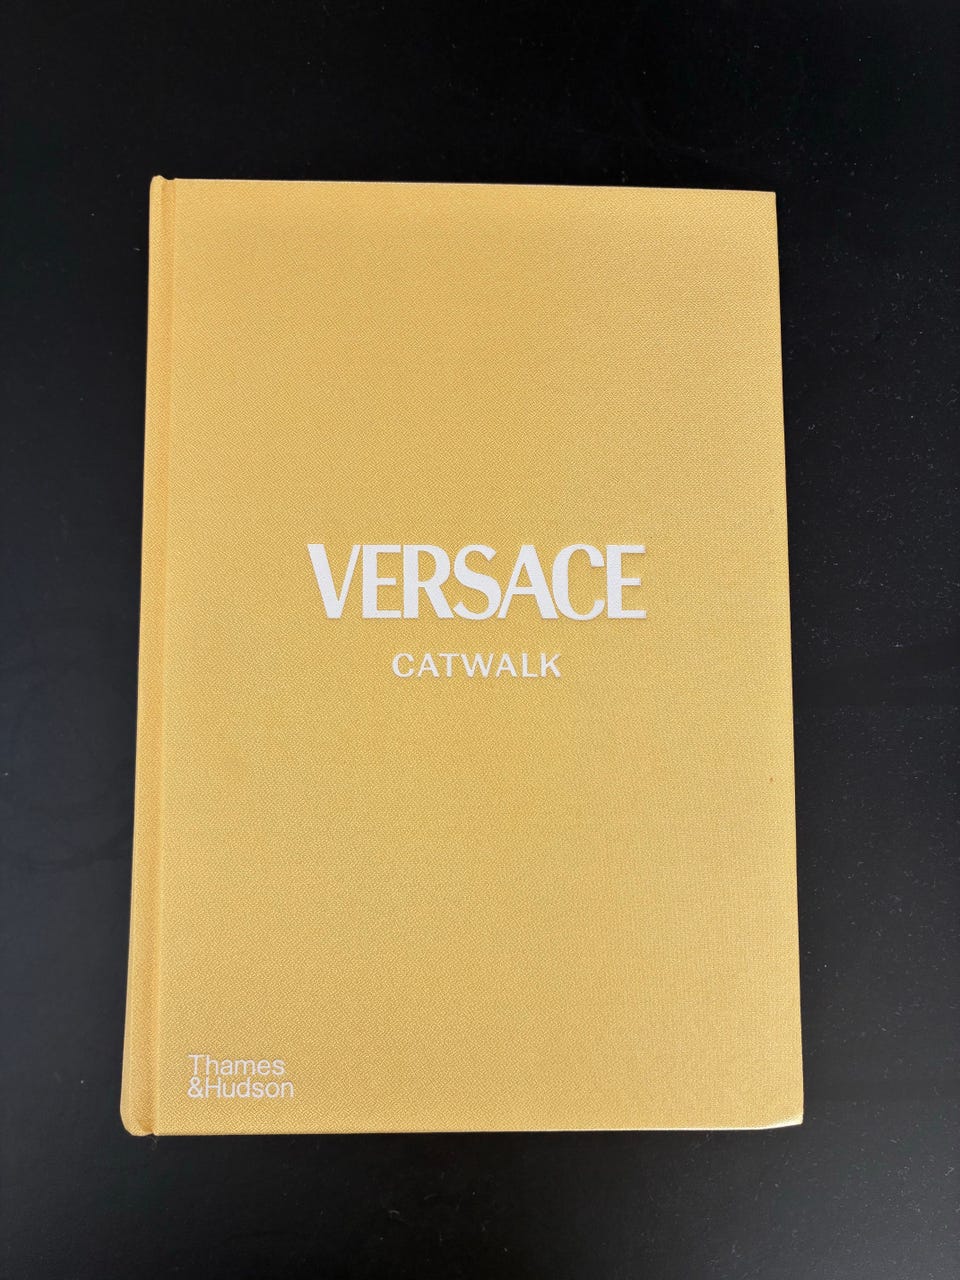 VERSACE
CATWALK
Thames
&Hudson